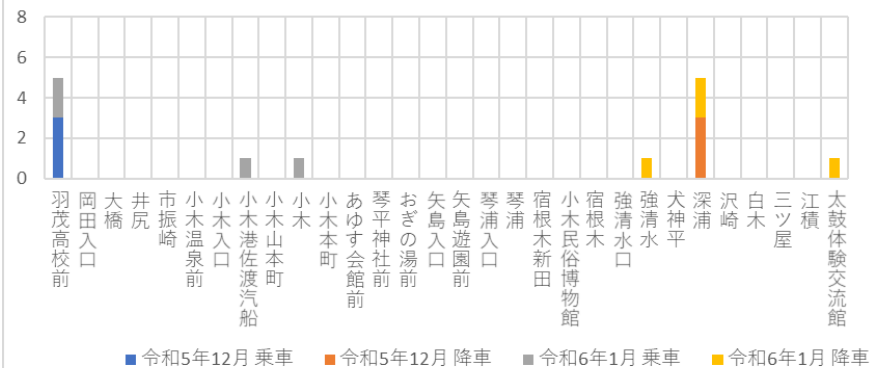 8
6
4
2
0
羽茂高校前
岡田入口
大橋
井尻
市振崎
小木温泉前
小木入口
小木港佐渡汽船
小木山本町
小木
小木本町
あゆす会館前
琴平神社前
おぎの湯前
矢島入口
矢島遊園前
琴浦入口
琴浦
宿根木新田
小木民俗博物館
宿根木
強清水口
強清水
犬神平
深浦
沢崎
白木
三ツ屋
江積
太鼓体験交流館
令和5年12月 乗車 令和5年12月 降車 令和6年1月 乗車 令和6年1月 降車